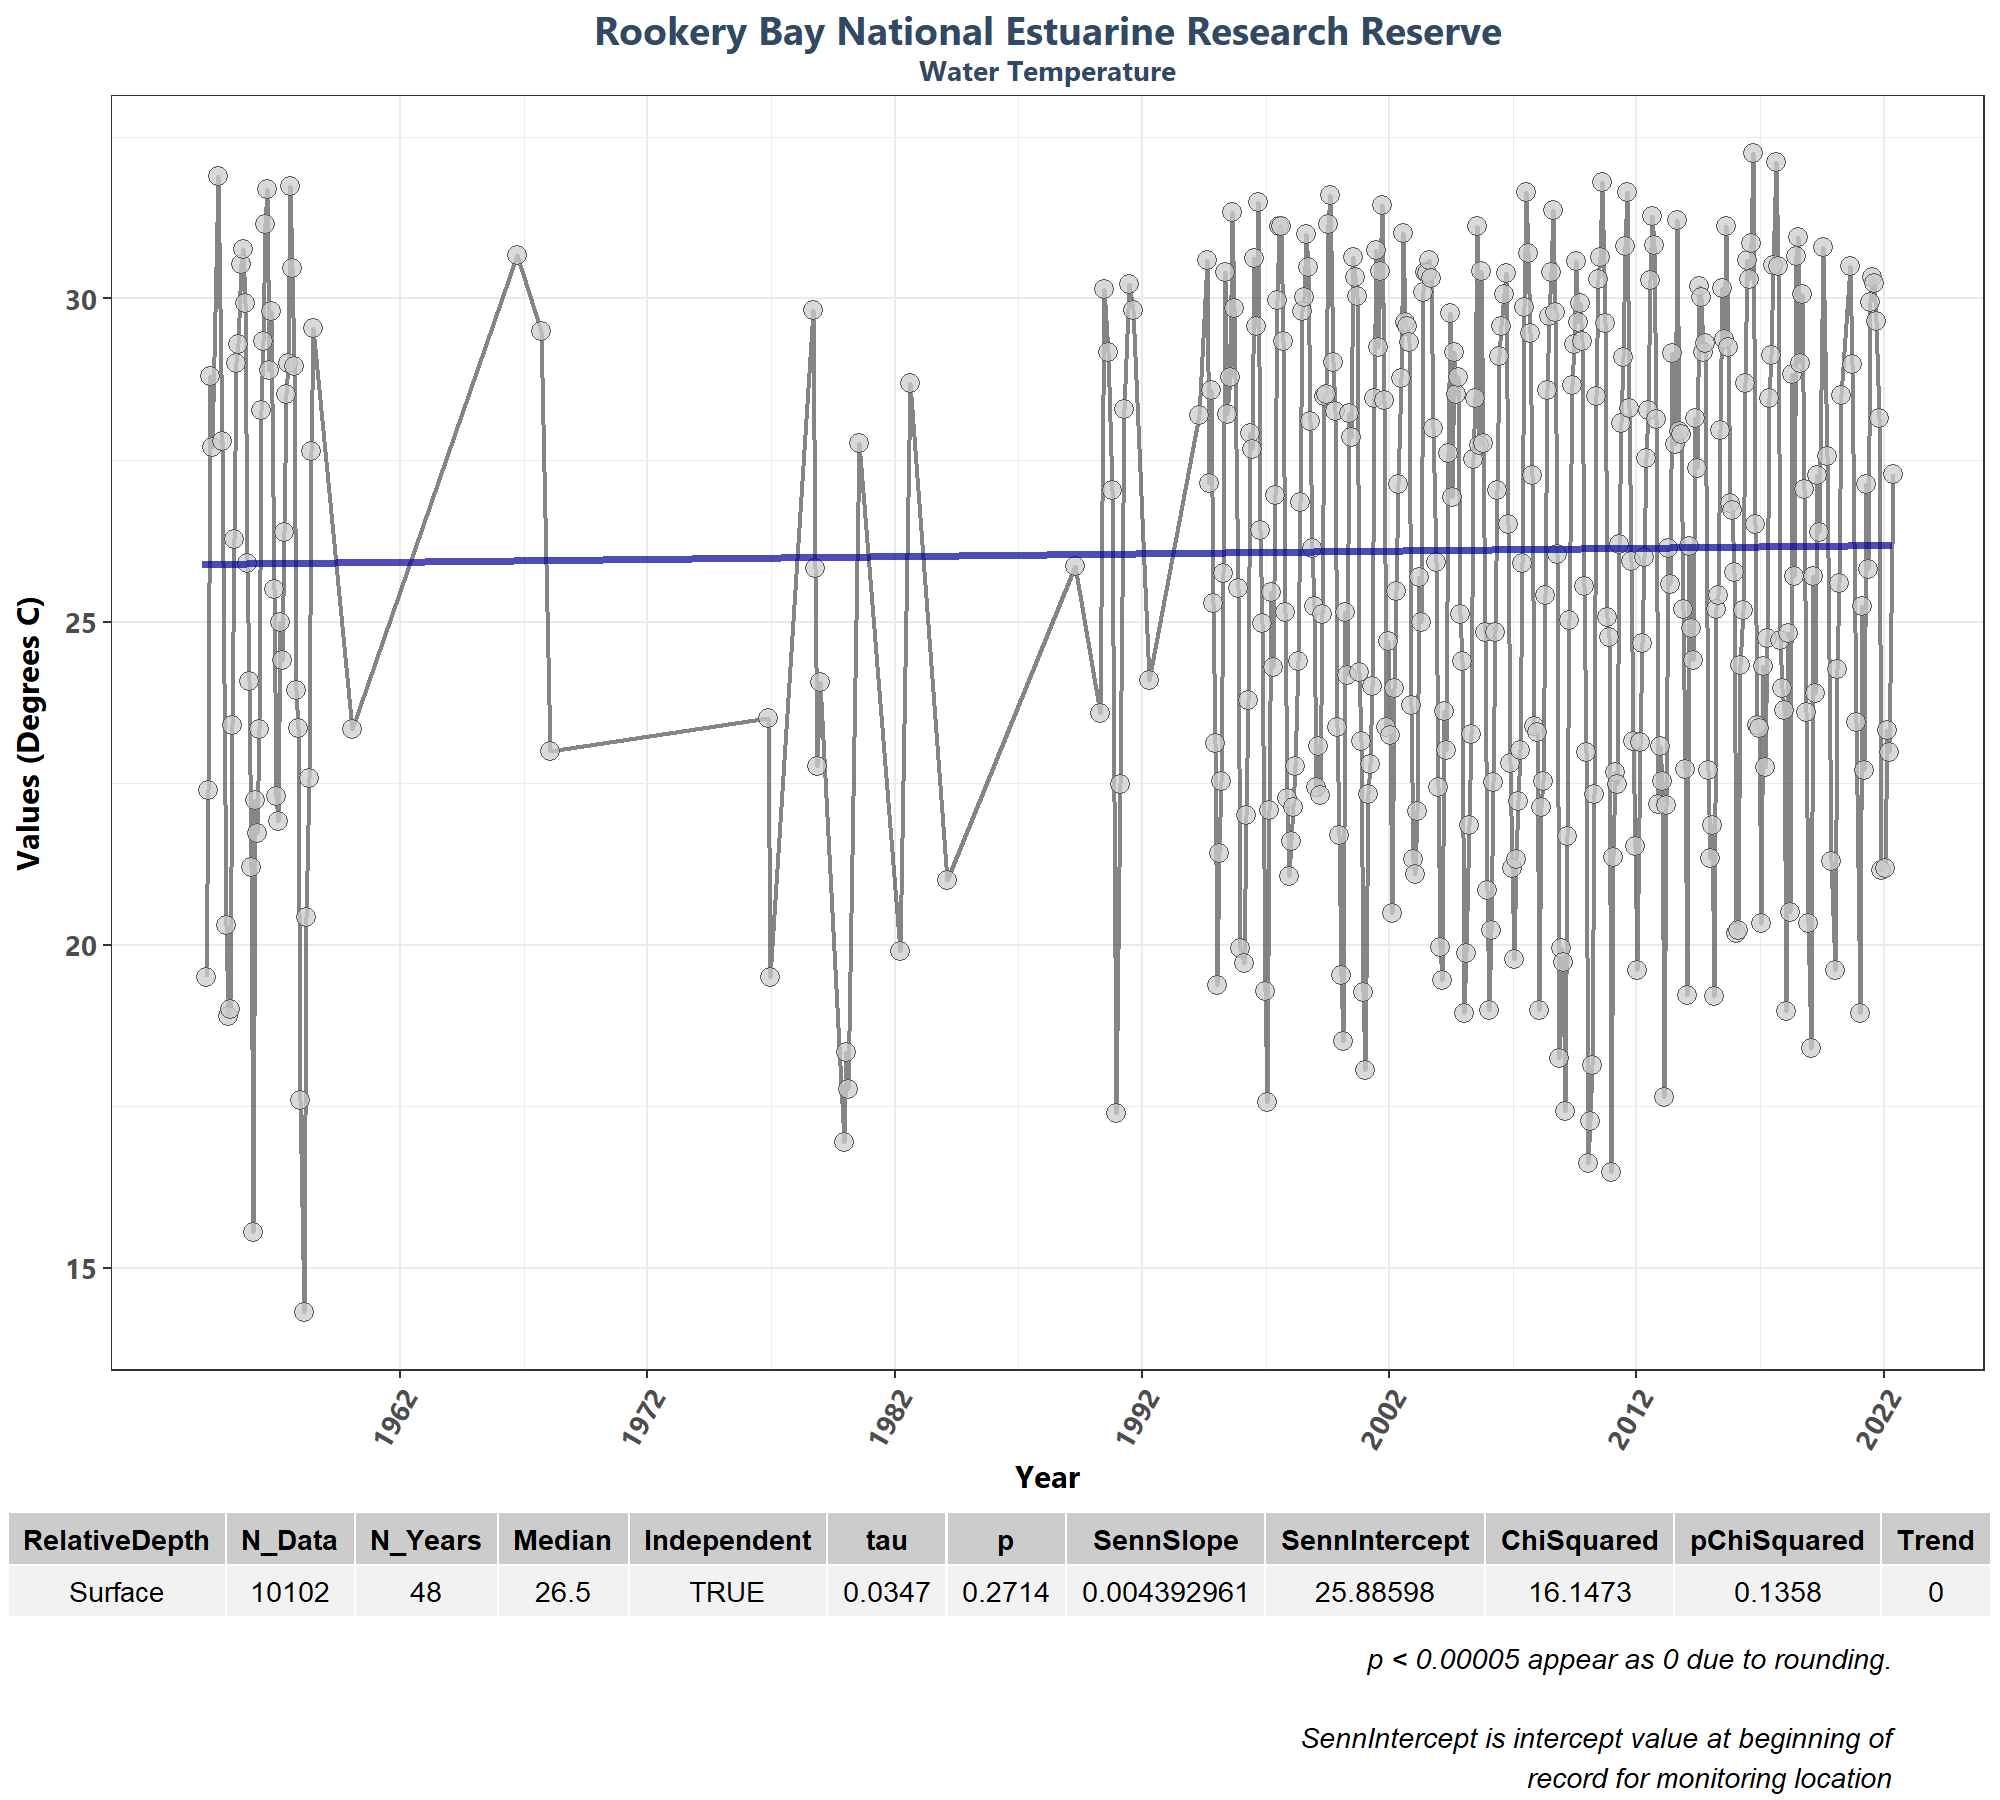 Rookery Bay National Estuarine Research Reserve
Water Temperature
Values (Degrees C)
30
25
20
15
1962 1972 1982 1992 2002 2012 2022
Year
RelativeDepth N_Data N_Years Median Independent tau p SennSlope SennIntercept ChiSquared pChiSquared Trend
Surface 10102 48 26.5 TRUE 0.0347 0.2714 0.004392961 25.88598 16.1473 0.1358 0
p < 0.00005 appear as 0 due to rounding.
SennIntercept is intercept value at beginning of
record for monitoring location